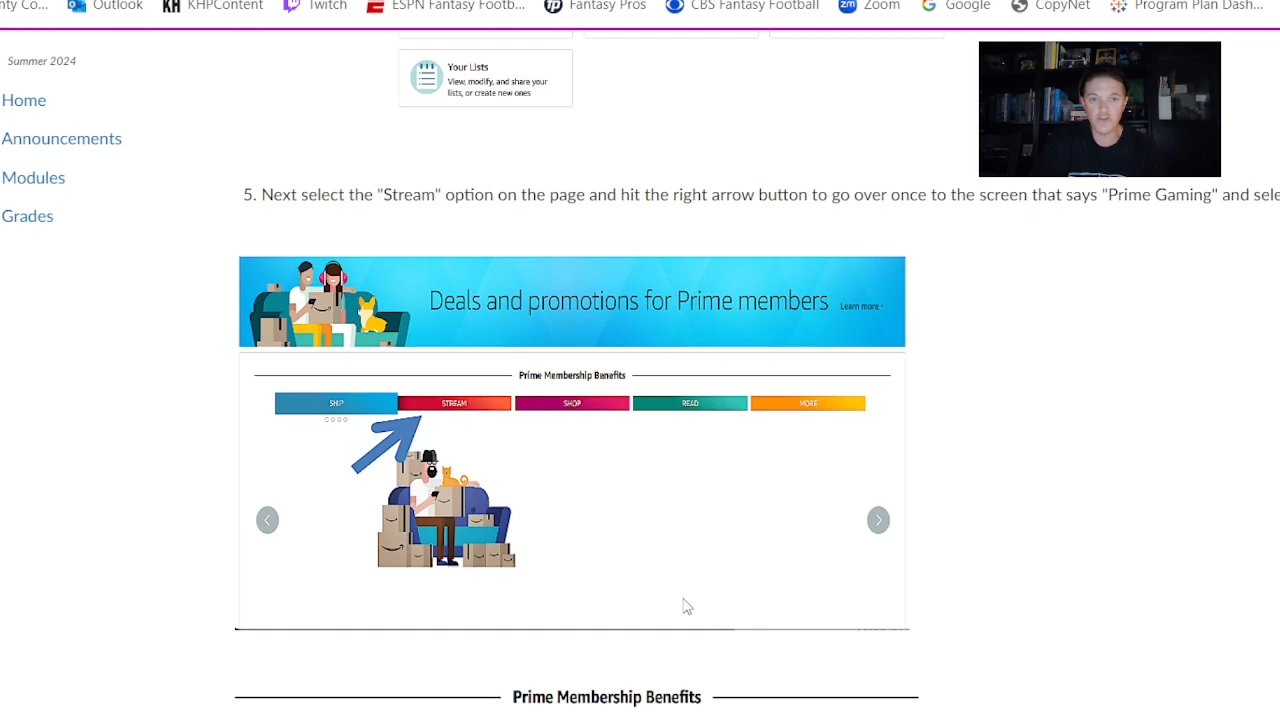 Outlook KHPContent Twitch ESPN Fantasy Footb... Fantasy Pros CBS Fantasy Football Zoom Google CopyNet Program Plan Dash...
Summer 2024
Home
Announcements
Modules
Grades
Your Lists
View, modify, and share your
lists, or create new ones
5. Next select the "Stream" option on the page and hit the right arrow button to go over once to the screen that says "Prime Gaming" and sele
Deals and promotions for Prime members Learn more ›
Prime Membership Benefits
SHIP STREAM SHOP READ MORE
Prime Membership Benefits